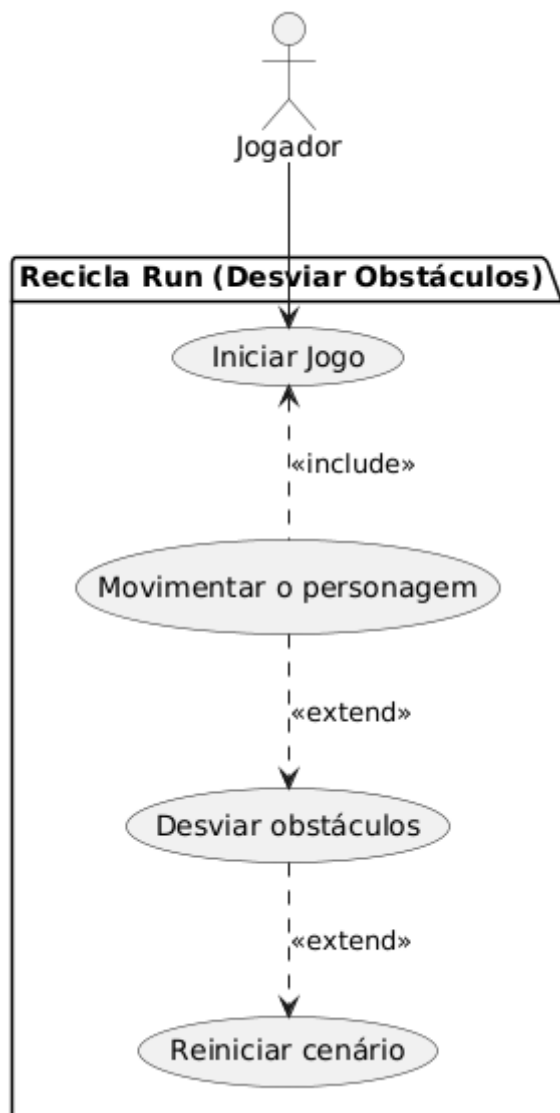 Jogador
Recicla Run (Desviar Obstáculos)
Iniciar Jogo
«include»
Movimentar o personagem
«extend»
Desviar obstáculos
«extend»
Reiniciar cenário